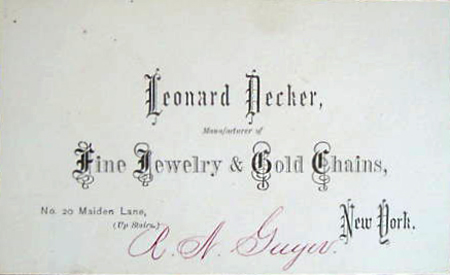 Leonard Decker,
Manufacturer of
Fine Jewelry & Gold Chains,
No. 20 Maiden Lane,
(Up Stairs.)
New York.
R. N. Guyer.